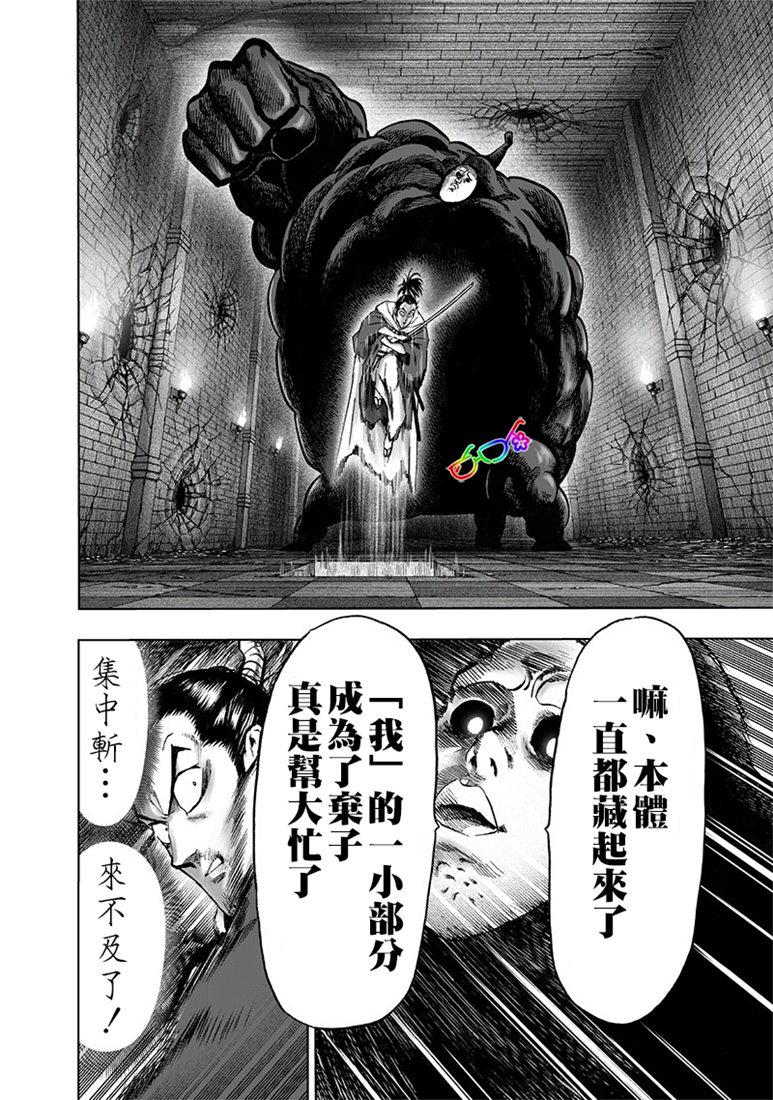 嘛、本體
一直都藏起來了
「我」的一小部分
成為了棄子
真是幫大忙了
集中斬…
來不及了！